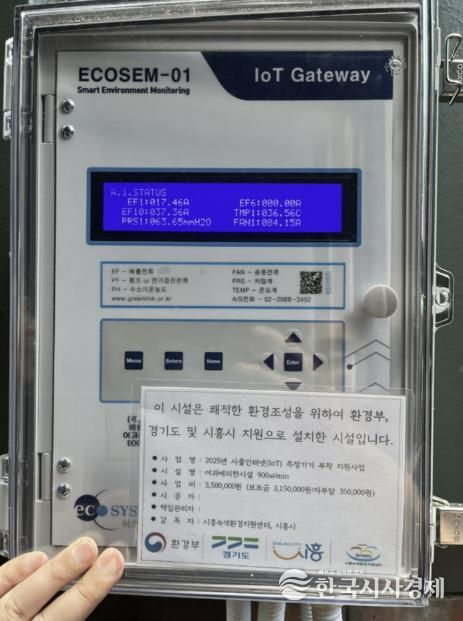 ECOSEM-01
Smart Environment Monitoring
IoT Gateway
A.1.STATUS
EF1:017.46A EF6:000.00A
EF10:037.36A TMP1:036.56C
PRS1:063.65mmH2O FAN1:084.15A
EF - 배출전류 FAN - 송풍전류
PF - 펌프 or 전기집진전류 PRS - 차압계
PH - 수소이온농도 TEMP - 온도계
www.greenlink.or.kr A/S전화 - 02-2068-3452
Menu Return Home Enter
이 시설은 쾌적한 환경조성을 위하여 환경부,
경기도 및 시흥시 지원으로 설치한 시설입니다.
• 사 업 명 : 2025년 사물인터넷(IoT) 측정기기 부착 지원사업
• 시 설 명 : 여과에의한시설 900㎥/min
• 사 업 비 : 3,500,000원 (보조금 3,150,000원/자부담 350,000원)
• 시 공 자 :
• 책임관리자 :
• 감 독 자 : 시흥녹색환경지원센터, 시흥시
eco SYS
환경부 경기도 시흥
한국시사경제